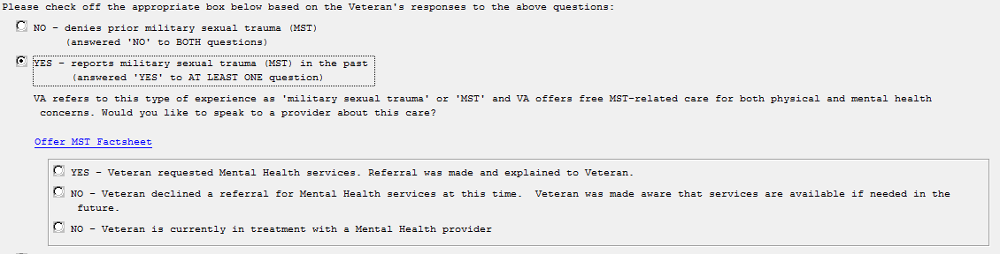 Please check off the appropriate box below based on the Veteran's responses to the above questions:
NO - denies prior military sexual trauma (MST)
(answered 'NO' to BOTH questions)
YES - reports military sexual trauma (MST) in the past
(answered 'YES' to AT LEAST ONE question)
VA refers to this type of experience as 'military sexual trauma' or 'MST' and VA offers free MST-related care for both physical and mental health
concerns. Would you like to speak to a provider about this care?
Offer MST Factsheet
YES - Veteran requested Mental Health services. Referral was made and explained to Veteran.
NO - Veteran declined a referral for Mental Health services at this time.  Veteran was made aware that services are available if needed in the
future.
NO - Veteran is currently in treatment with a Mental Health provider